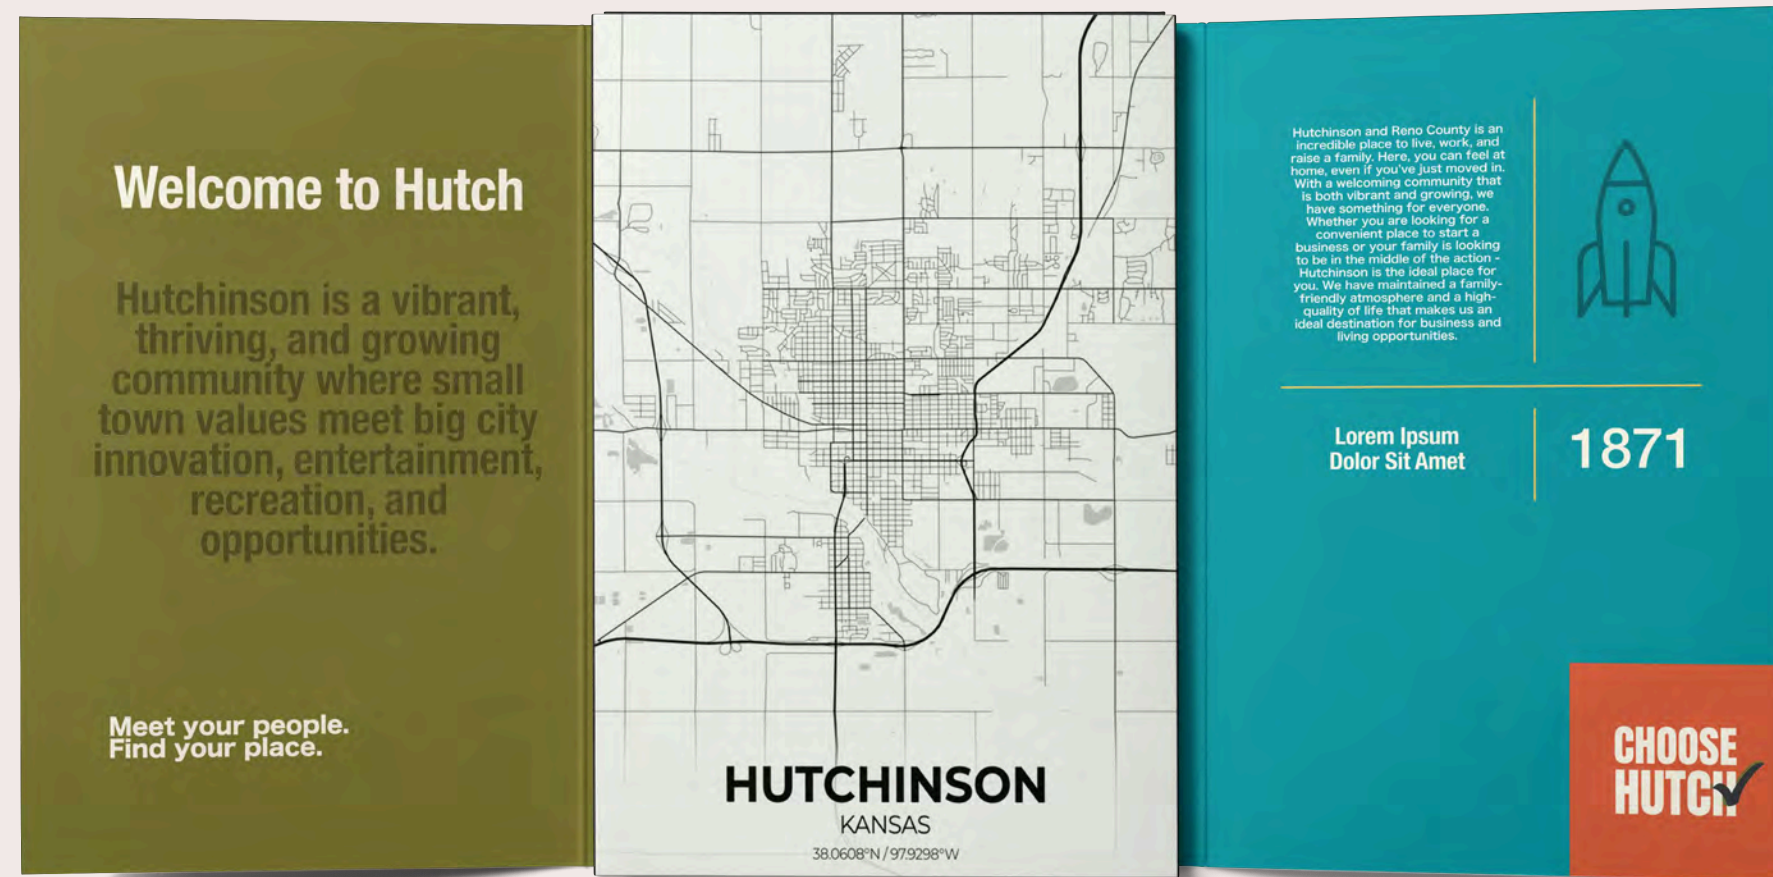 Welcome to Hutch
Hutchinson is a vibrant,
thriving, and growing
community where small
town values meet big city
innovation, entertainment,
recreation, and
opportunities.
Meet your people.
Find your place.
HUTCHINSON
KANSAS
38.0608°N / 97.9298°W
Hutchinson and Reno County is an
incredible place to live, work, and
raise a family. Here, you can feel at
home, even if you've just moved in.
With a welcoming community that
is both vibrant and growing, we
have something for everyone.
Whether you are looking for a
convenient place to start a
business or your family is looking
to be in the middle of the action -
Hutchinson is the ideal place for
you. We have maintained a family-
friendly atmosphere and a high-
quality of life that makes us an
ideal destination for business and
living opportunities.
Lorem Ipsum
Dolor Sit Amet
1871
CHOOSE
HUTCH